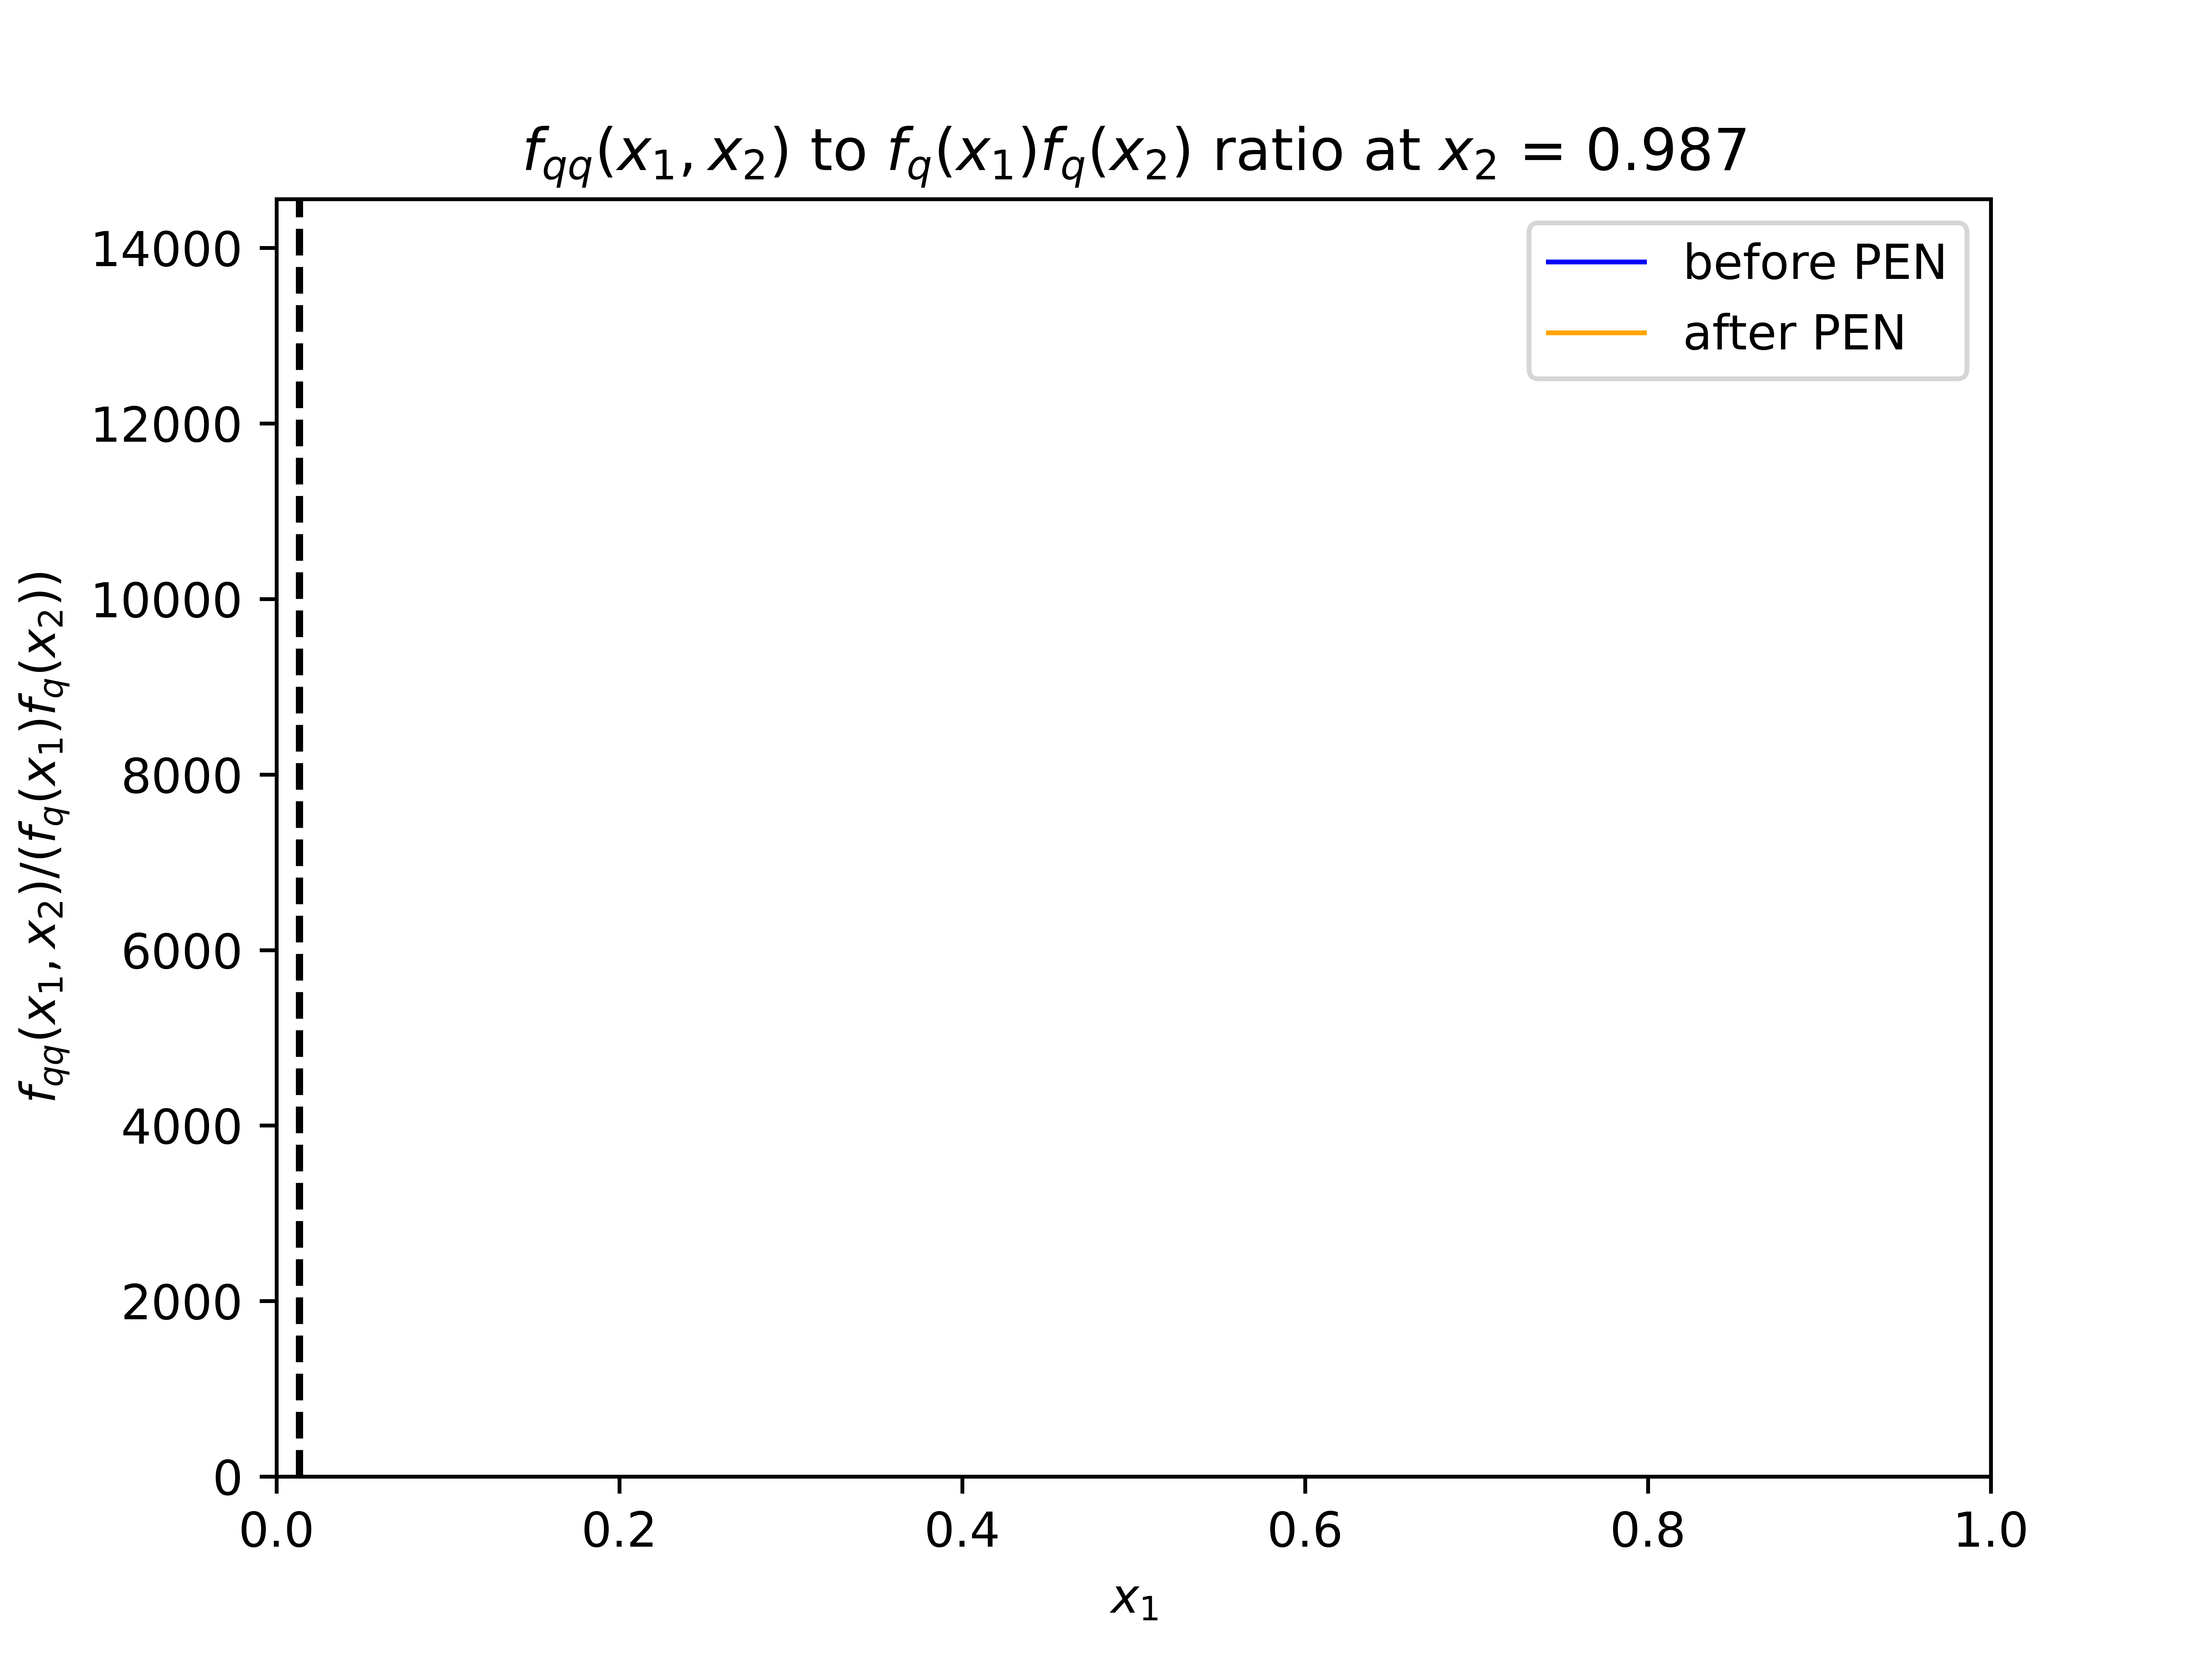 f_qq(x_1, x_2) to f_q(x_1)f_q(x_2) ratio at x_2 = 0.987
before PEN
after PEN
14000
12000
10000
8000
6000
4000
2000
0
f_qq(x_1, x_2)/(f_q(x_1)f_q(x_2))
0.0 0.2 0.4 0.6 0.8 1.0
x_1